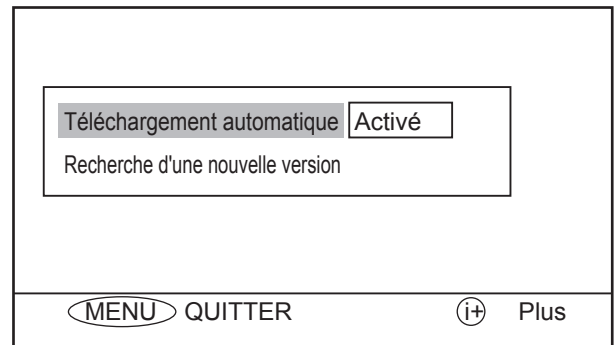 Téléchargement automatique Activé
Recherche d'une nouvelle version
MENU QUITTER i+ Plus